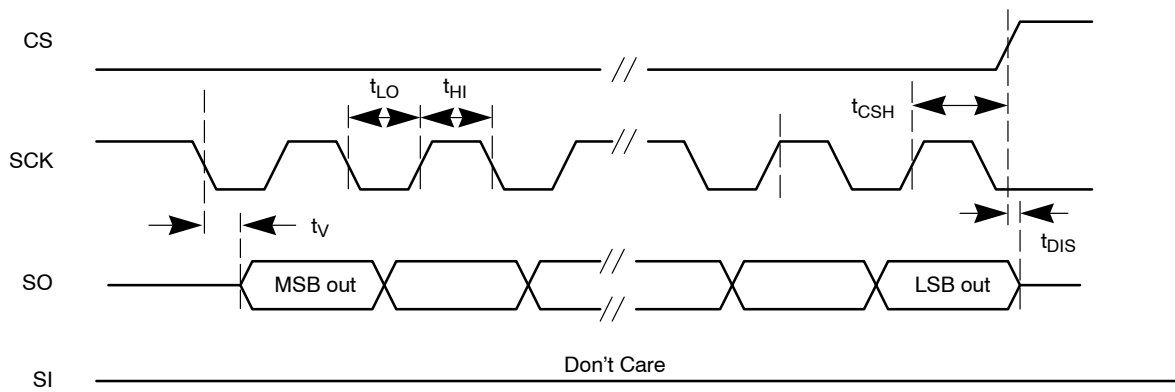 CS
tLO
tHI
tCSH
SCK
tV
tDIS
SO
MSB out
LSB out
Don't Care
SI